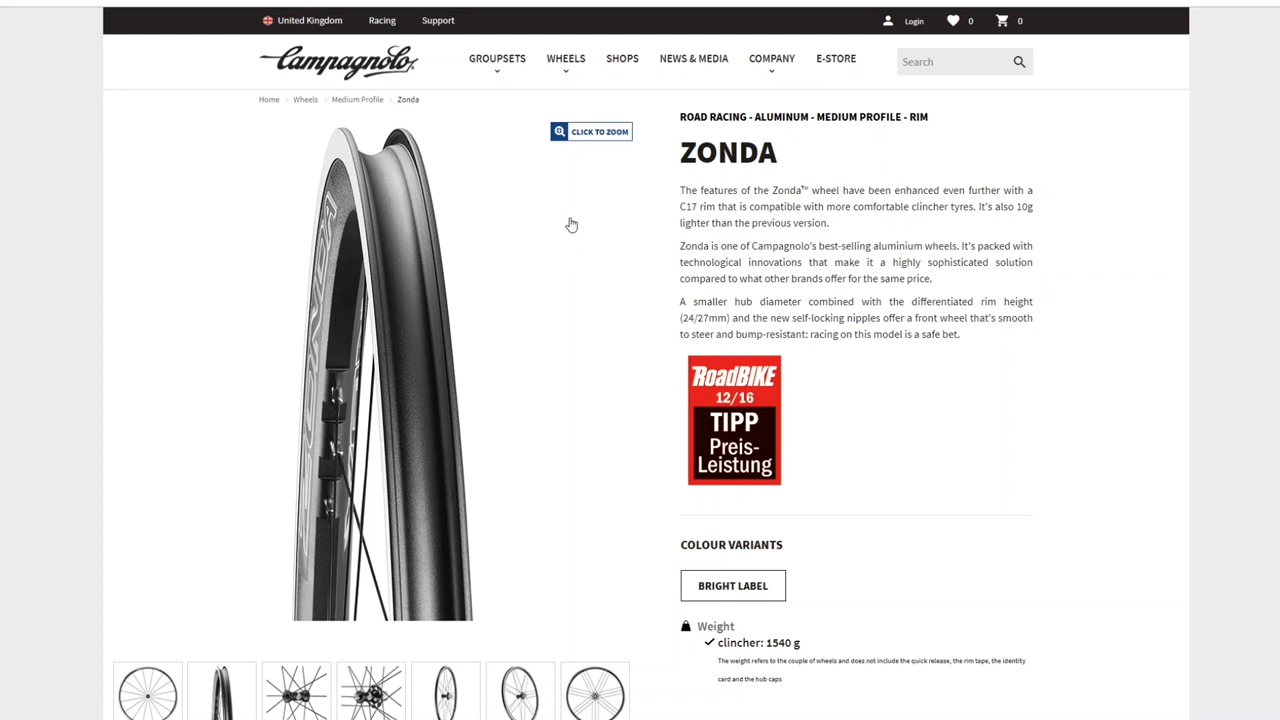 United Kingdom Racing Support Login 0 0
Campagnolo
GROUPSETS WHEELS SHOPS NEWS & MEDIA COMPANY E-STORE Search
Home > Wheels > Medium Profile > Zonda
CLICK TO ZOOM
ZONDA
ROAD RACING - ALUMINUM - MEDIUM PROFILE - RIM
ZONDA
The features of the Zonda™ wheel have been enhanced even further with a
C17 rim that is compatible with more comfortable clincher tyres. It's also 10g
lighter than the previous version.
Zonda is one of Campagnolo's best-selling aluminium wheels. It's packed with
technological innovations that make it a highly sophisticated solution
compared to what other brands offer for the same price.
A smaller hub diameter combined with the differentiated rim height
(24/27mm) and the new self-locking nipples offer a front wheel that's smooth
to steer and bump-resistant: racing on this model is a safe bet.
RoadBIKE
12/16
TIPP
Preis-
Leistung
COLOUR VARIANTS
BRIGHT LABEL
Weight
clincher: 1540 g
The weight refers to the couple of wheels and does not include the quick release, the rim tape, the identity
card and the hub caps